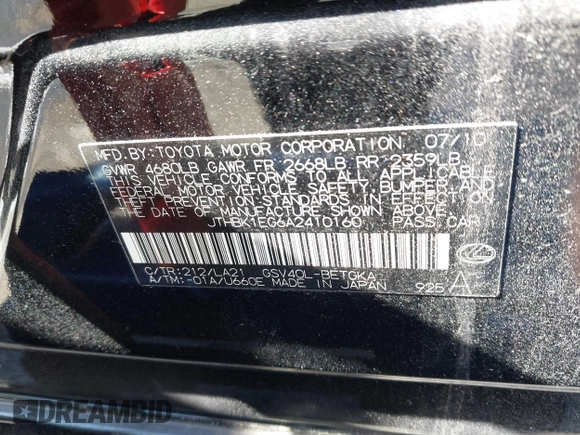 MFD.BY:TOYOTA MOTOR CORPORATION 07/10
GVWR 4680LB GAWR FR 2668LB RR 2359LB
THIS VEHICLE CONFORMS TO ALL APPLICABLE
FEDERAL MOTOR VEHICLE SAFETY, BUMPER AND
THEFT PREVENTION STANDARDS IN EFFECT ON
THE DATE OF MANUFACTURE SHOWN ABOVE.
JTHBK1EG6A2410160 PASS.CAR
C/TR:212/LA21 GSV40L-BETGKA
A/TM:-01A/U660E MADE IN JAPAN 925 A
DREAMBID